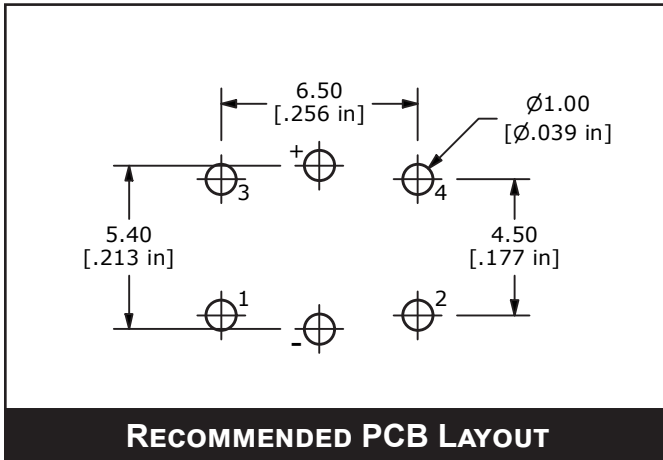 6.50
[.256 in]
Ø1.00
[Ø.039 in]
+
3
4
5.40
[.213 in]
4.50
[.177 in]
1
2
-
RECOMMENDED PCB LAYOUT